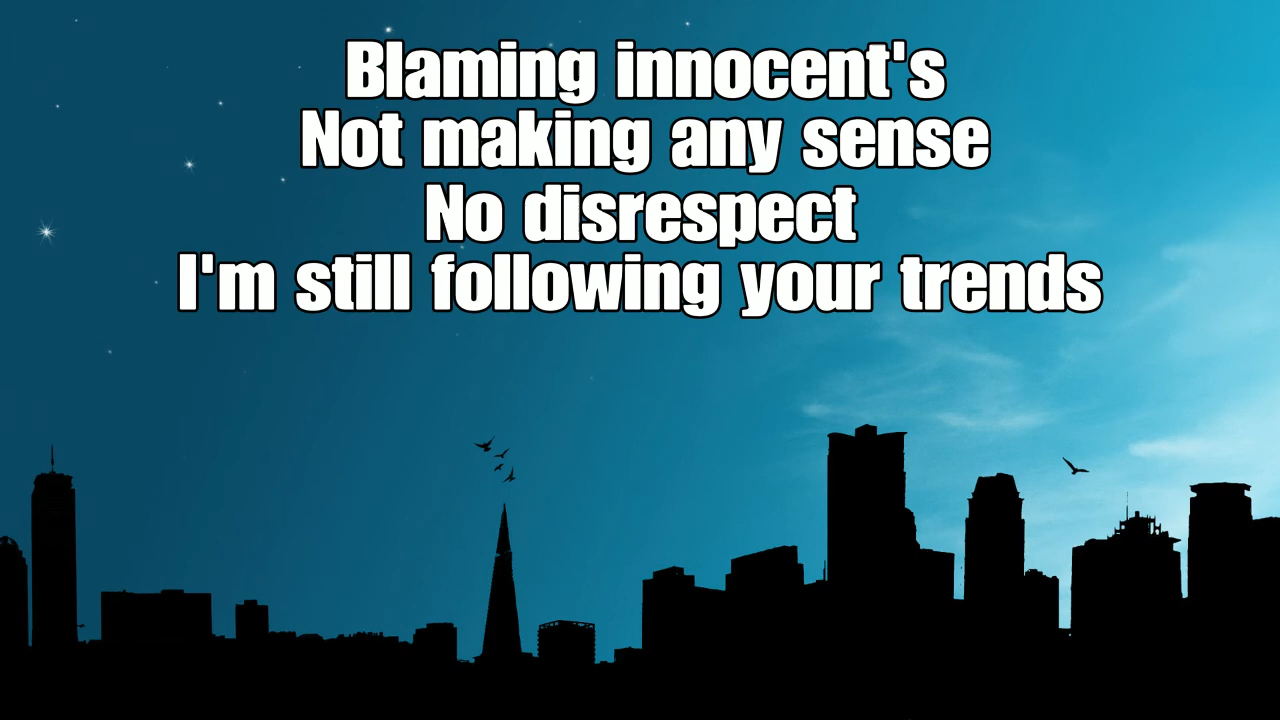 Blaming innocent's
Not making any sense
No disrespect
I'm still following your trends